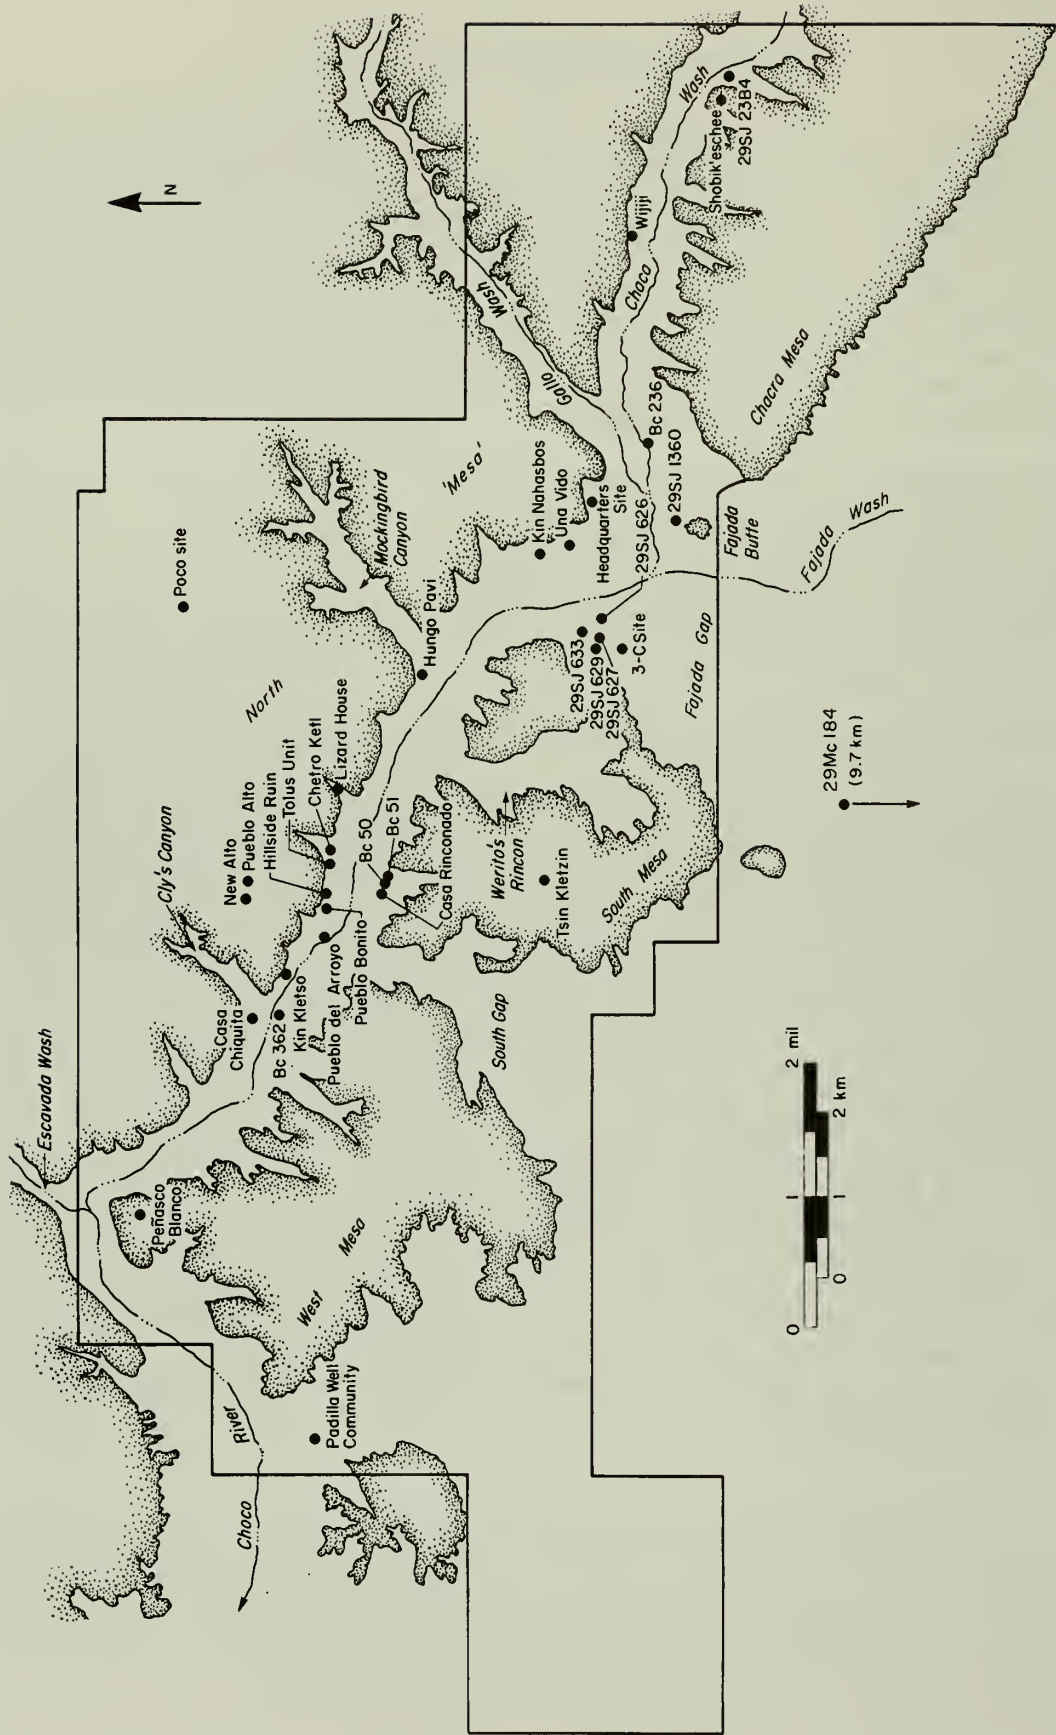 N
Escavada Wash
Cly's Canyon
Poco site
North
'Mesa'
Mockingbird
Canyon
Gallo
Wash
New Alto
Pueblo Alto
Hillside Ruin
Talus Unit
Chetro Ketl
Lizard House
Hungo Pavi
Kin Nahasbas
Una Vida
Headquarters
Site
29SJ 626
Bc 236
29SJ 1360
Fajada
Butte
Fajada Wash
Wijiji
Chaco
Wash
Shabik'eschee
29SJ 2384
Chacra Mesa
Peñasco
Blanco
Casa
Chiquita
Bc 362
Kin Kletso
Pueblo del Arroyo
Pueblo Bonito
Bc 50
Bc 51
Casa Rinconada
Werito's
Rincon
Tsin Kletzin
South Mesa
South Gap
29SJ 633
29SJ 629
29SJ 627
3-C Site
Fajada Gap
West
Mesa
Padilla Well
Community
Chaco
River
29Mc 184
(9.7 km)
0
1
2 mil
0
1
2 km